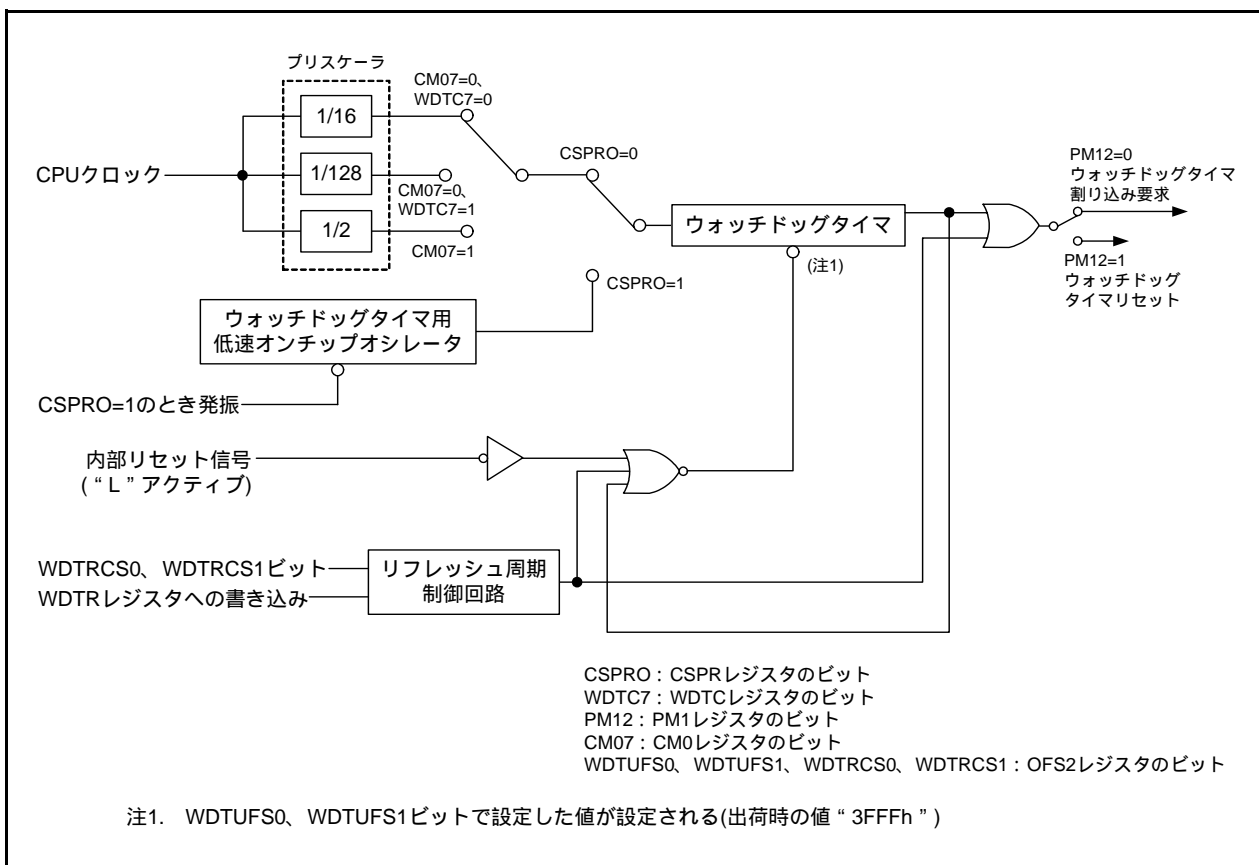 プリスケーラ
CM07=0、
WDTC7=0
1/16
CPUクロック
1/128
CM07=0、
WDTC7=1
1/2
CM07=1
CSPRO=0
CSPRO=1
ウォッチドッグタイマ
(注1)
PM12=0
ウォッチドッグタイマ
割り込み要求
PM12=1
ウォッチドッグ
タイマリセット
ウォッチドッグタイマ用
低速オンチップオシレータ
CSPRO=1のとき発振
内部リセット信号
( “ L ” アクティブ)
WDTRCS0、WDTRCS1ビット
WDTRレジスタへの書き込み
リフレッシュ周期
制御回路
CSPRO : CSPRレジスタのビット
WDTC7 : WDTCレジスタのビット
PM12 : PM1レジスタのビット
CM07 : CM0レジスタのビット
WDTUFS0、WDTUFS1、WDTRCS0、WDTRCS1 : OFS2レジスタのビット
注1. WDTUFS0、WDTUFS1ビットで設定した値が設定される(出荷時の値 “ 3FFFh ” )